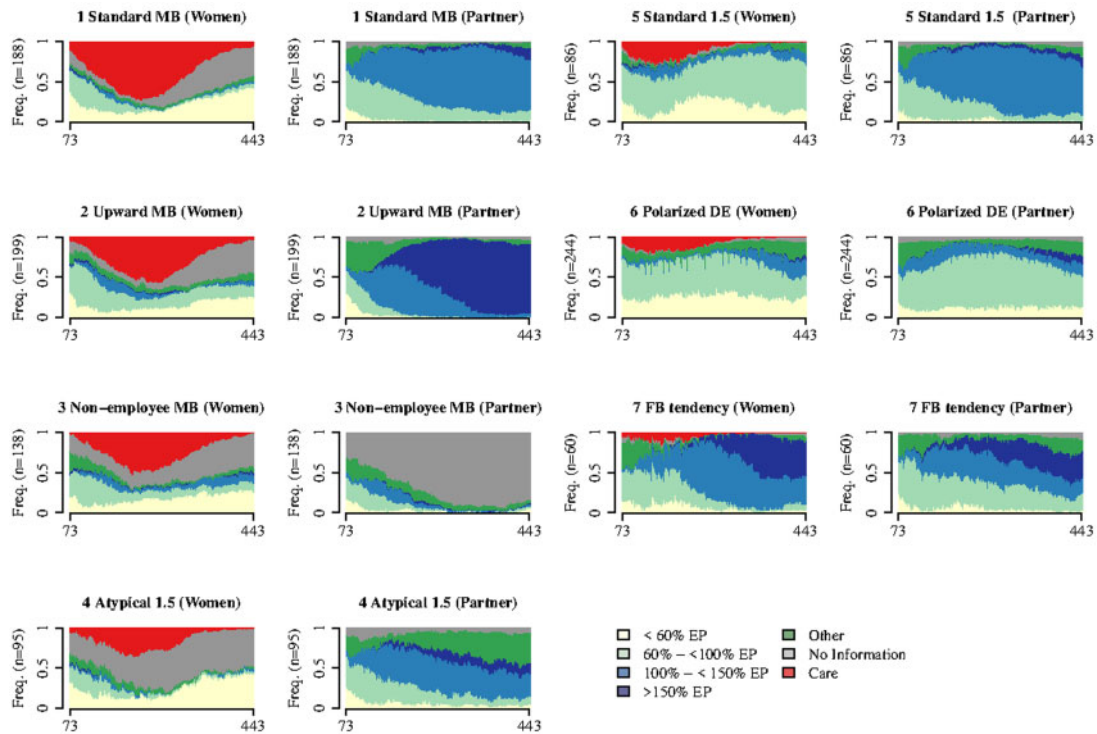 1 Standard MB (Women)
Freq. (n=188)
0 0.5 1
73 443
1 Standard MB (Partner)
Freq. (n=188)
0 0.5 1
73 443
5 Standard 1.5 (Women)
Freq. (n=86)
0 0.5 1
73 443
5 Standard 1.5 (Partner)
Freq. (n=86)
0 0.5 1
73 443
2 Upward MB (Women)
Freq. (n=199)
0 0.5 1
73 443
2 Upward MB (Partner)
Freq. (n=199)
0 0.5 1
73 443
6 Polarized DE (Women)
Freq. (n=244)
0 0.5 1
73 443
6 Polarized DE (Partner)
Freq. (n=244)
0 0.5 1
73 443
3 Non−employee MB (Women)
Freq. (n=138)
0 0.5 1
73 443
3 Non−employee MB (Partner)
Freq. (n=138)
0 0.5 1
73 443
7 FB tendency (Women)
Freq. (n=60)
0 0.5 1
73 443
7 FB tendency (Partner)
Freq. (n=60)
0 0.5 1
73 443
4 Atypical 1.5 (Women)
Freq. (n=95)
0 0.5 1
73 443
4 Atypical 1.5 (Partner)
Freq. (n=95)
0 0.5 1
73 443
< 60% EP
60% − <100% EP
100% − < 150% EP
>150% EP
Other
No Information
Care